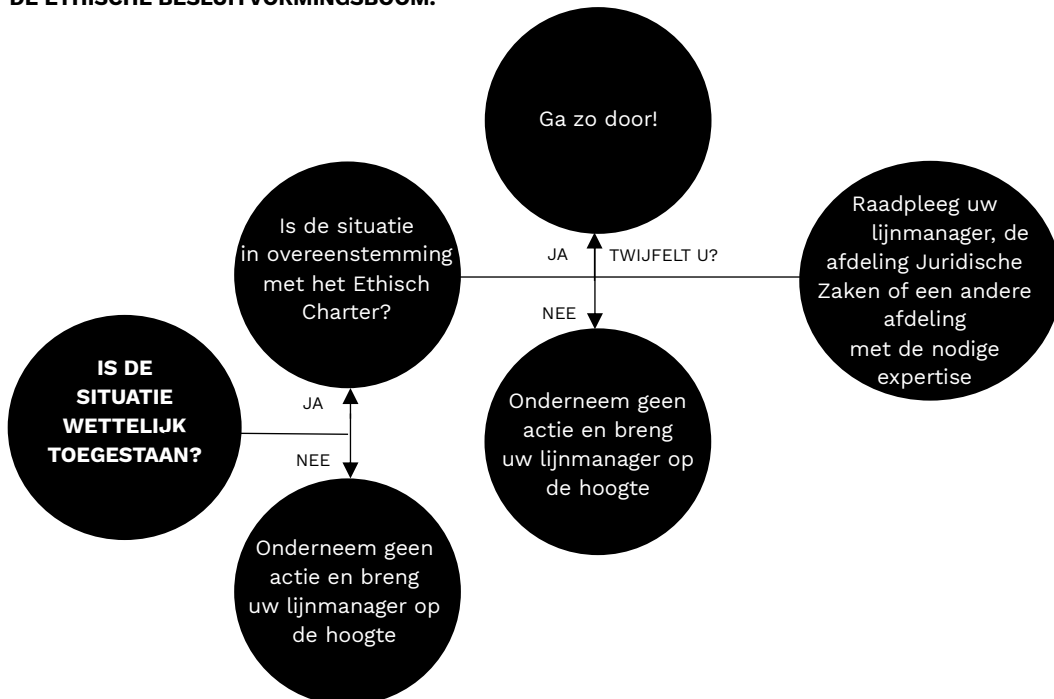 DE ETHISCHE BESLUITVORMINGSBOOM:
Ga zo door!
Is de situatie
in overeenstemming
met het Ethisch
Charter?
JA
TWIJFELT U?
NEE
Raadpleeg uw
lijnmanager, de
afdeling Juridische
Zaken of een andere
afdeling
met de nodige
expertise
IS DE
SITUATIE
WETTELIJK
TOEGESTAAN?
JA
NEE
Onderneem geen
actie en breng
uw lijnmanager op
de hoogte
Onderneem geen
actie en breng
uw lijnmanager op
de hoogte